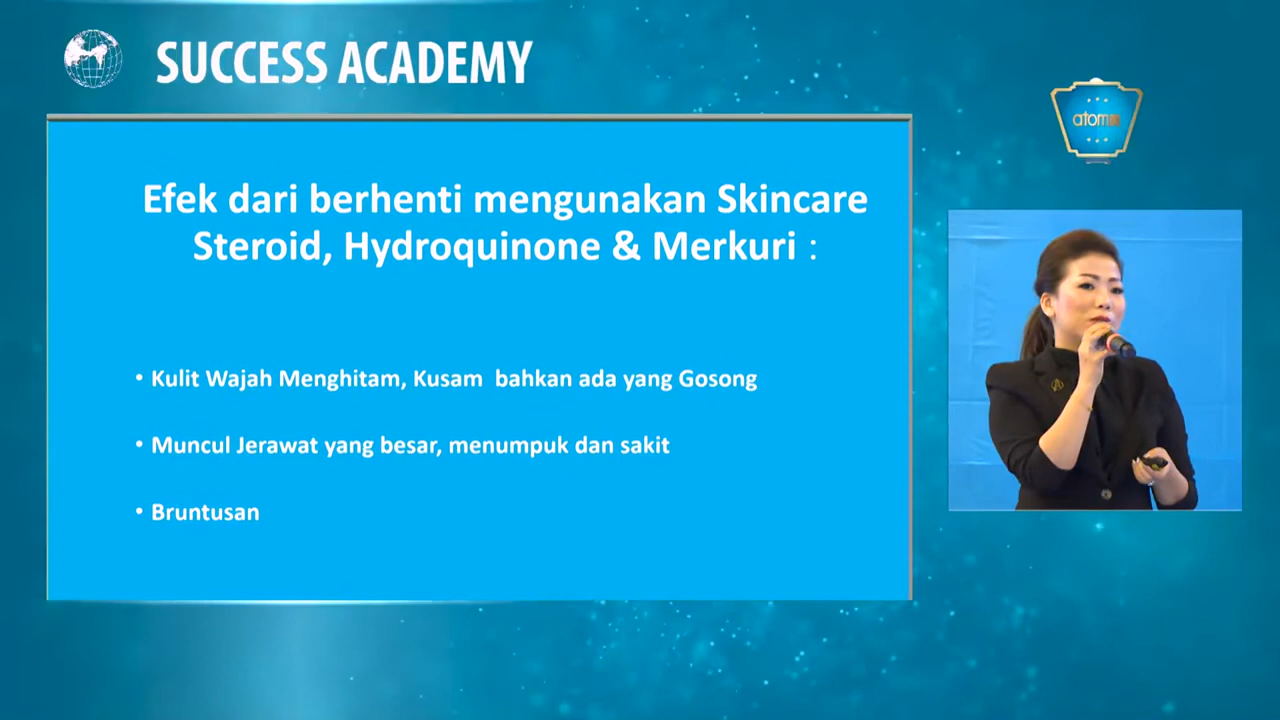 SUCCESS ACADEMY
Efek dari berhenti mengunakan Skincare
Steroid, Hydroquinone & Merkuri :
• Kulit Wajah Menghitam, Kusam bahkan ada yang Gosong
• Muncul Jerawat yang besar, menumpuk dan sakit
• Bruntusan